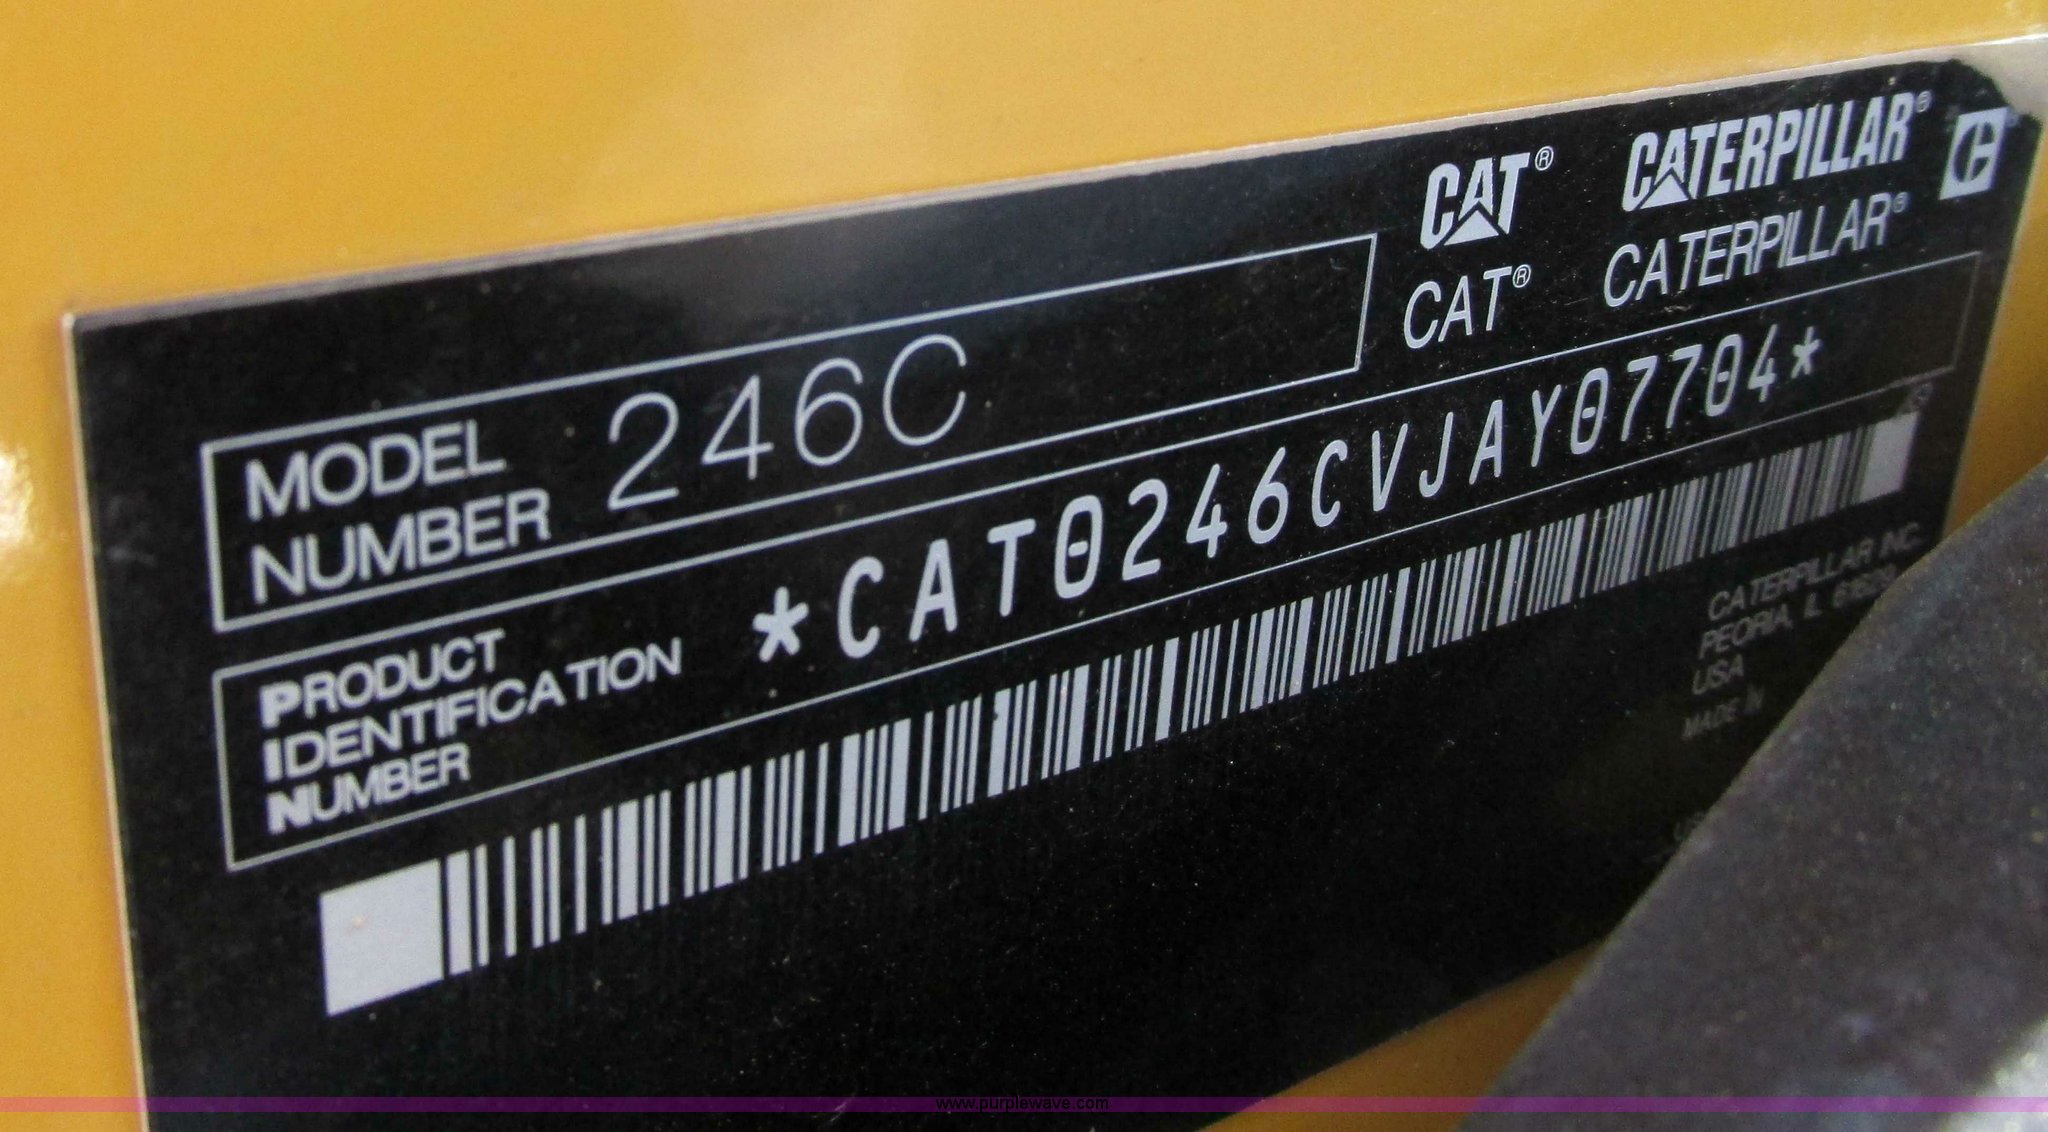 CAT® CATERPILLAR®
CAT® CATERPILLAR®
MODEL
NUMBER 246C
PRODUCT
IDENTIFICATION
NUMBER
*CAT0246CVJAY07704*
CATERPILLAR INC.
PEORIA, IL 61629
USA
MADE IN
www.purplewave.com